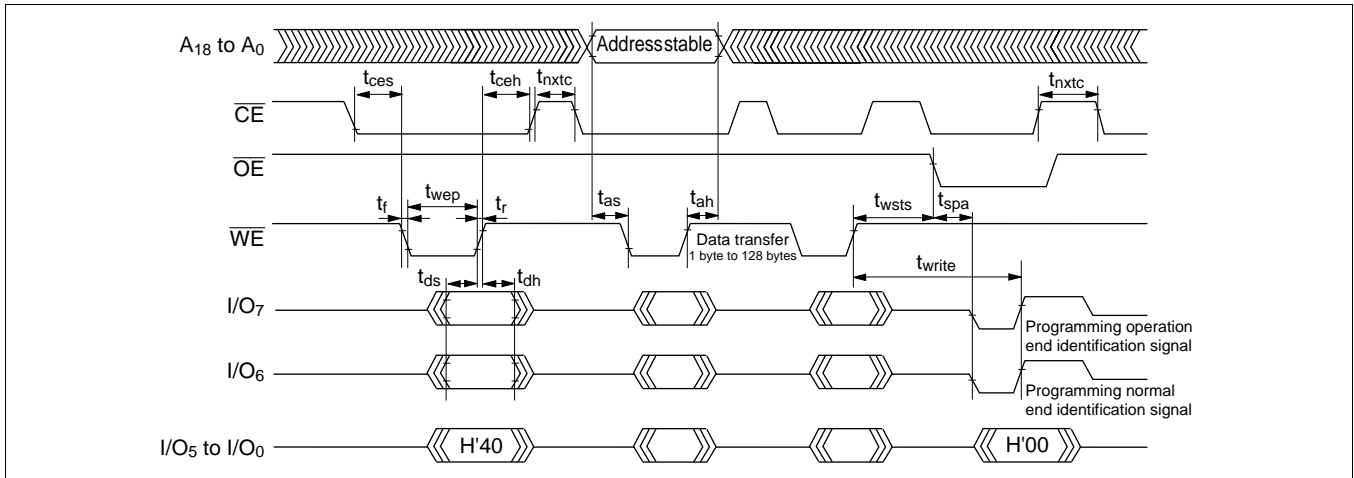 A18 to A0
Address stable
tces
tceh
tnxtc
tnxtc
CE
OE
twep
tas
tah
twsts
tspa
tf
tr
WE
Data transfer
1 byte to 128 bytes
twrite
tds
tdh
I/O7
Programming operation
end identification signal
I/O6
Programming normal
end identification signal
I/O5 to I/O0
H'40
H'00